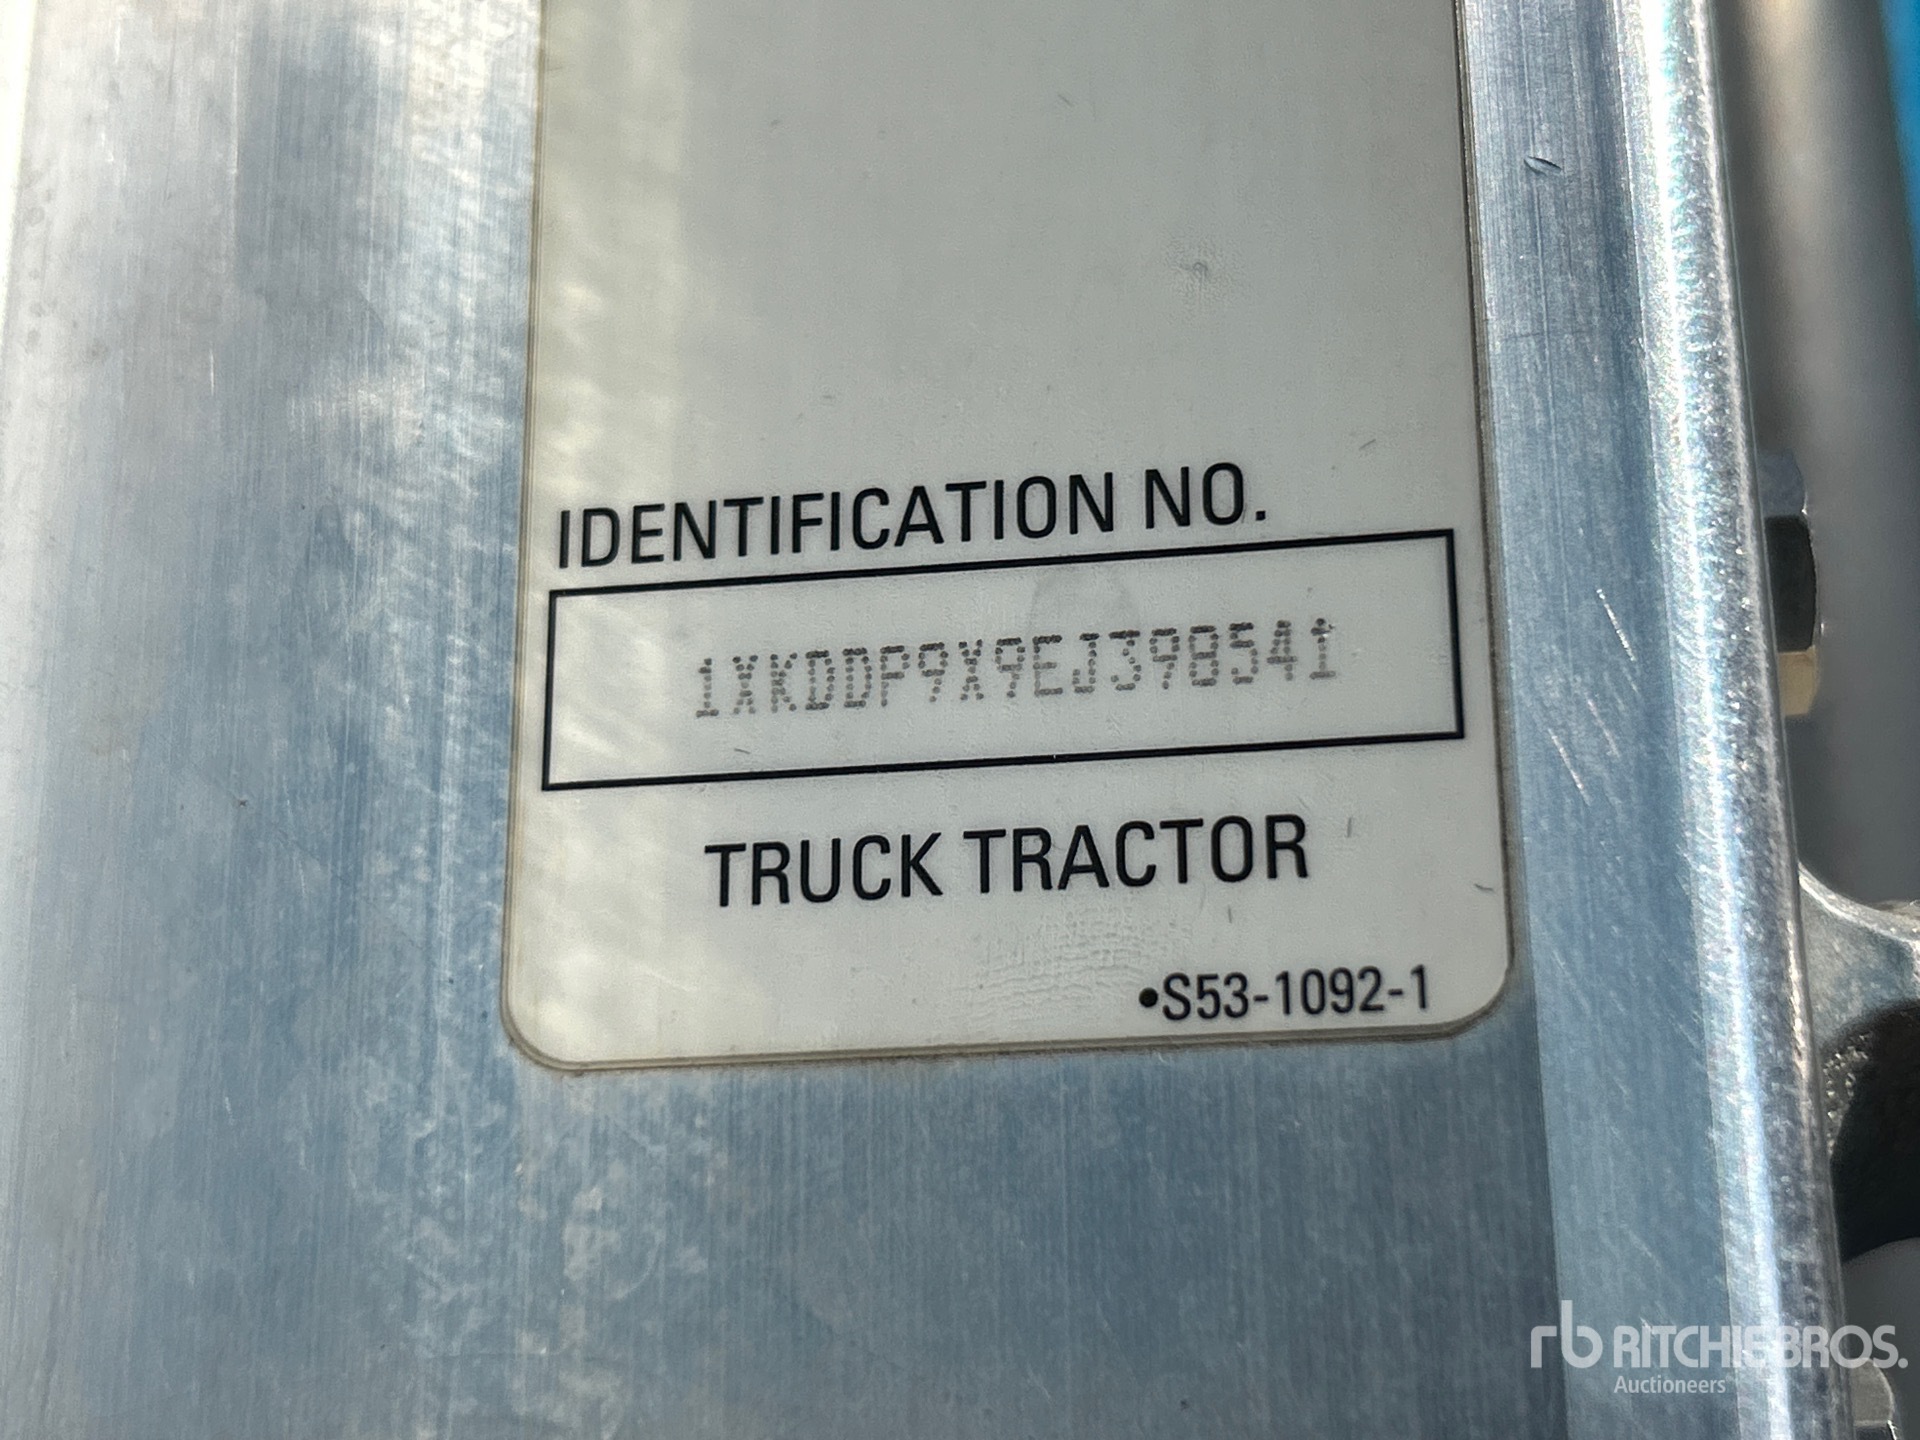 IDENTIFICATION NO.
1XKDDP9X9EJ398541
TRUCK TRACTOR
•S53-1092-1
rb RITCHIE BROS.
Auctioneers